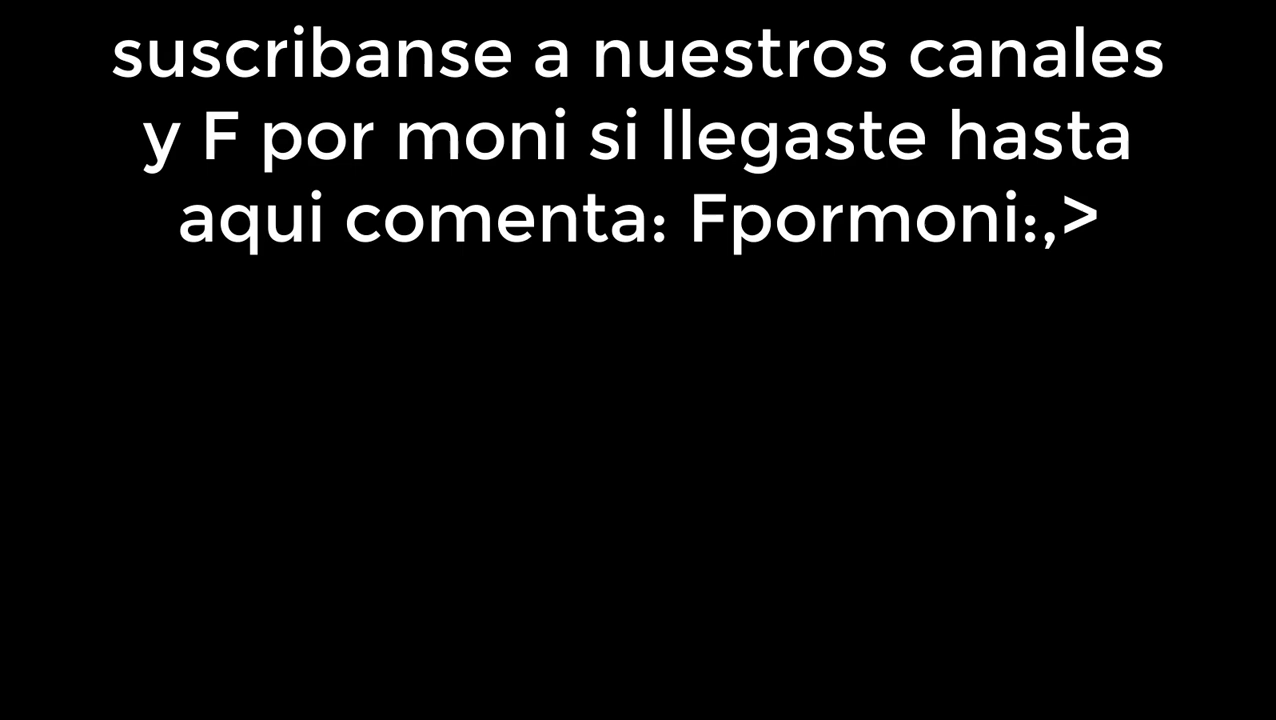 suscribanse a nuestros canales
y F por moni si llegaste hasta
aqui comenta: Fpormoni:,>